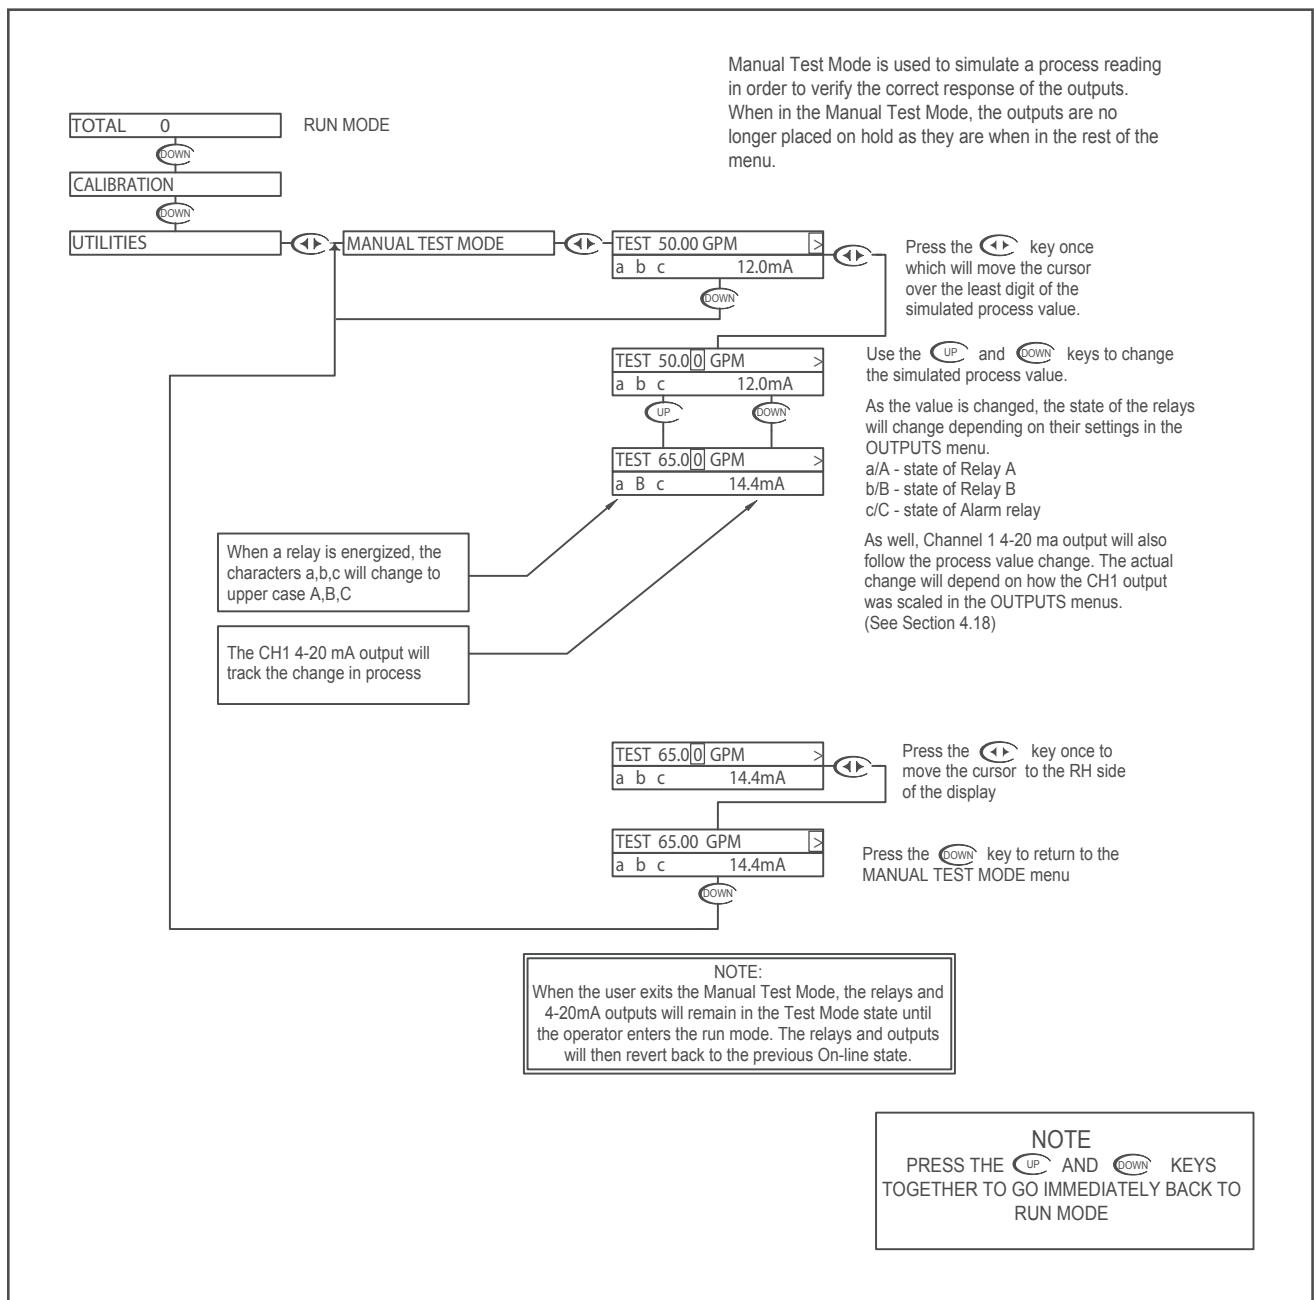 Manual Test Mode is used to simulate a process reading
in order to verify the correct response of the outputs.
When in the Manual Test Mode, the outputs are no
longer placed on hold as they are when in the rest of the
menu.
TOTAL 0
RUN MODE
DOWN
CALIBRATION
DOWN
UTILITIES
MANUAL TEST MODE
TEST 50.00 GPM >
a b c 12.0mA
DOWN
Press the key once
which will move the cursor
over the least digit of the
simulated process value.
TEST 50.00 GPM >
a b c 12.0mA
UP
DOWN
TEST 65.00 GPM >
a B c 14.4mA
Use the UP and DOWN keys to change
the simulated process value.
As the value is changed, the state of the relays
will change depending on their settings in the
OUTPUTS menu.
a/A - state of Relay A
b/B - state of Relay B
c/C - state of Alarm relay
As well, Channel 1 4-20 ma output will also
follow the process value change. The actual
change will depend on how the CH1 output
was scaled in the OUTPUTS menus.
(See Section 4.18)
When a relay is energized, the
characters a,b,c will change to
upper case A,B,C
The CH1 4-20 mA output will
track the change in process
TEST 65.00 GPM >
a b c 14.4mA
Press the key once to
move the cursor to the RH side
of the display
TEST 65.00 GPM >
a b c 14.4mA
DOWN
Press the DOWN key to return to the
MANUAL TEST MODE menu
NOTE:
When the user exits the Manual Test Mode, the relays and
4-20mA outputs will remain in the Test Mode state until
the operator enters the run mode. The relays and outputs
will then revert back to the previous On-line state.
NOTE
PRESS THE UP AND DOWN KEYS
TOGETHER TO GO IMMEDIATELY BACK TO
RUN MODE